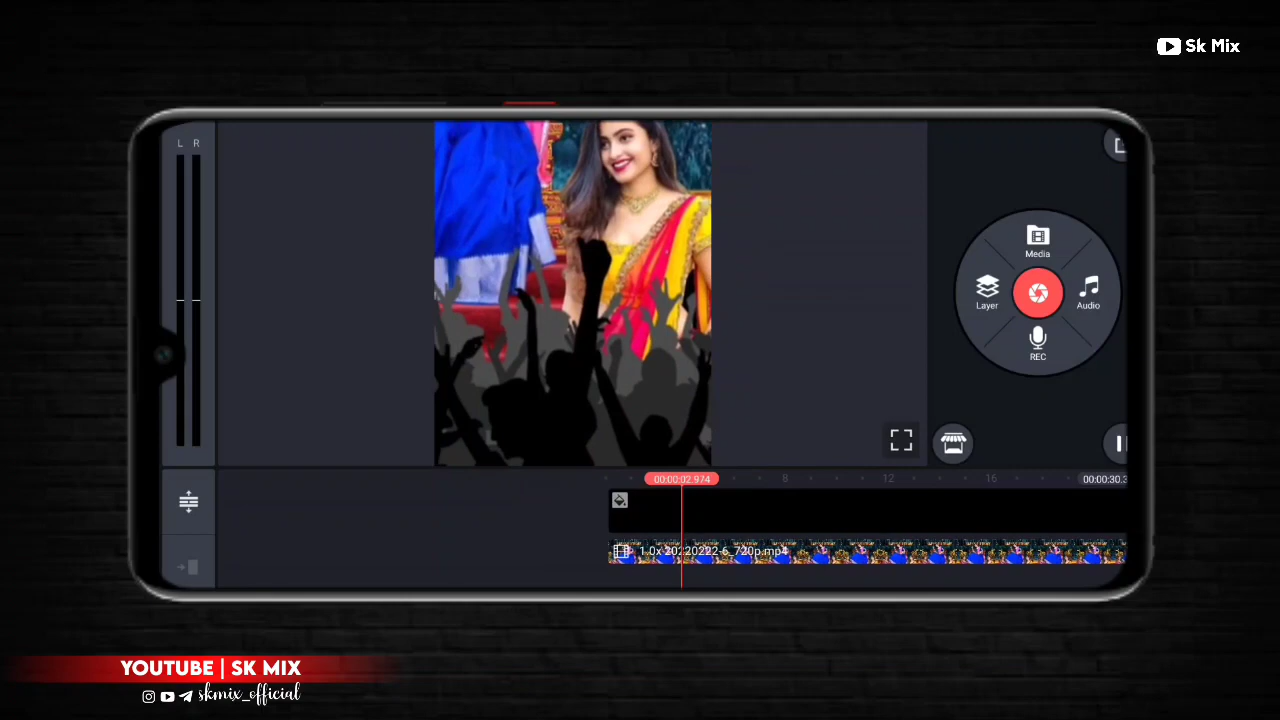 Sk Mix
L R
Media
Layer
Audio
REC
00:00:02.974
8
12
16
00:00:30.3
1.0x 20220222-6_720p.mp4
YOUTUBE | SK MIX
skmix_official